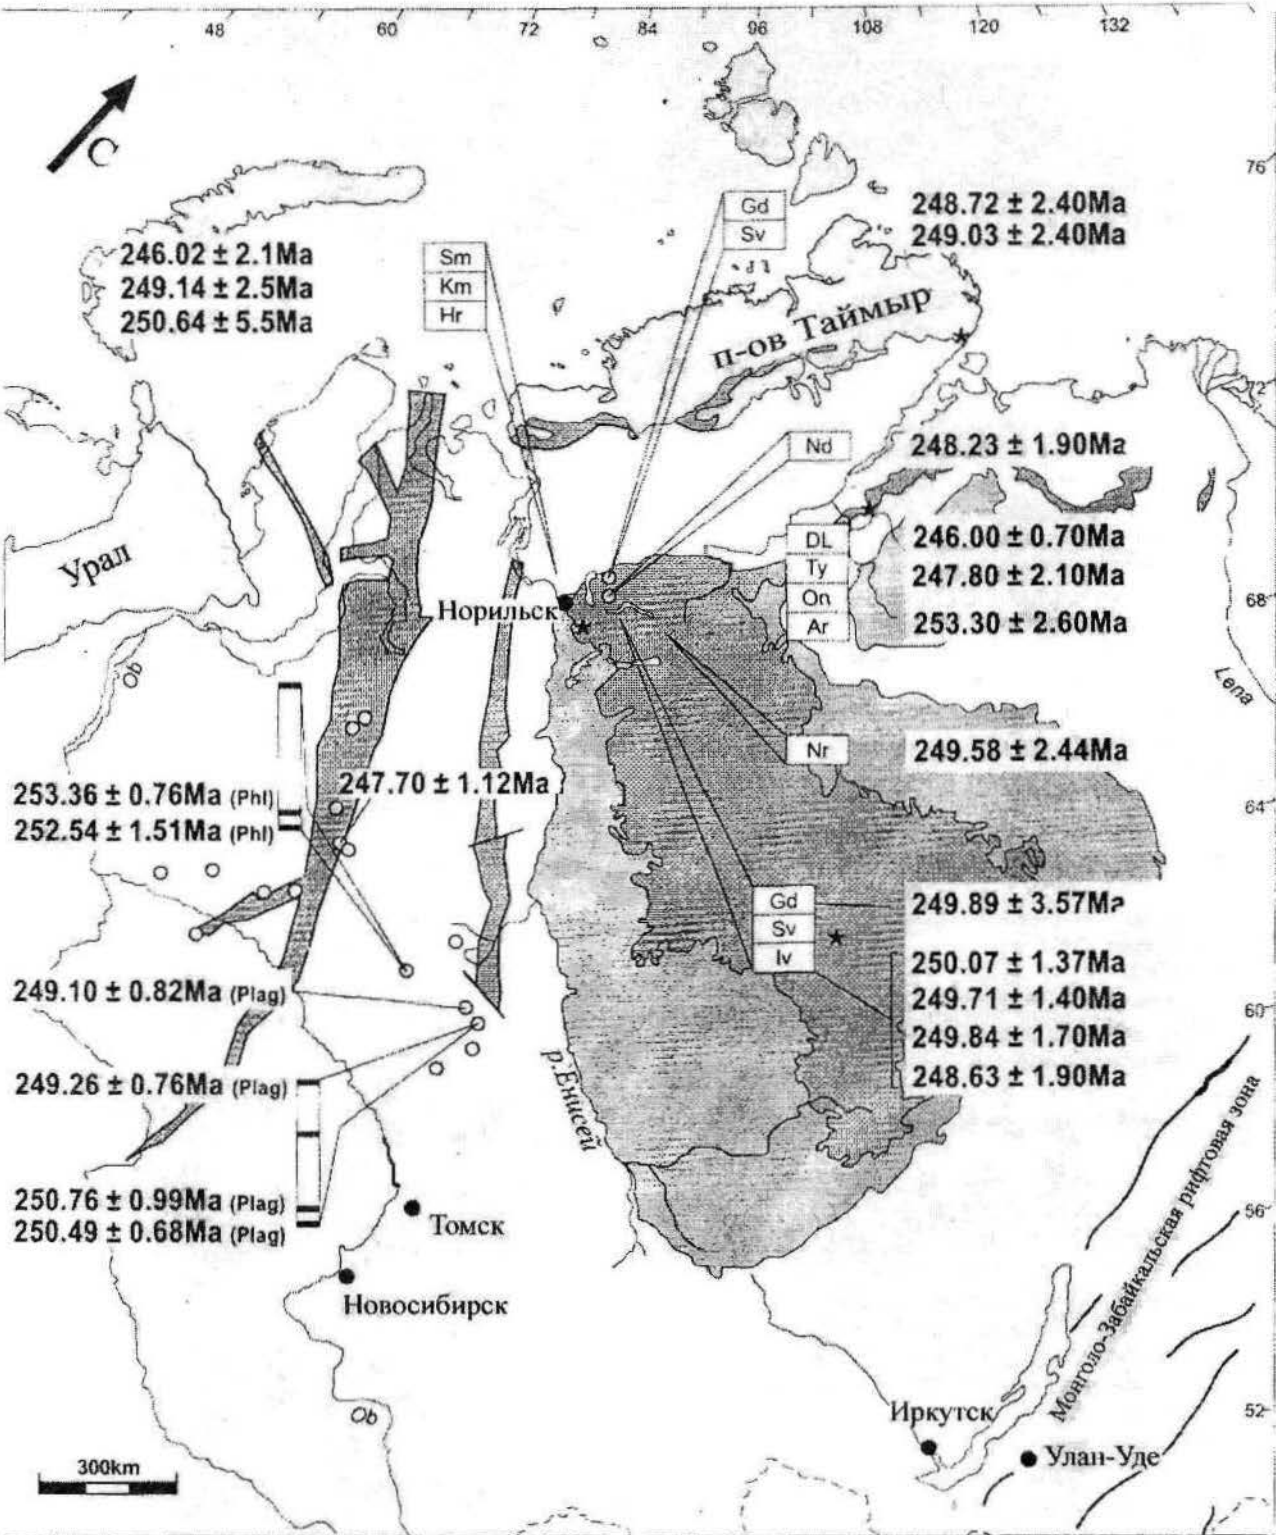 48 60 72 84 96 108 120 132
С
76
Gd 248.72 ± 2.40Ma
Sv 249.03 ± 2.40Ma
246.02 ± 2.1Ma Sm
249.14 ± 2.5Ma Km
250.64 ± 5.5Ma Hr
п-ов Таймыр
72
Nd 248.23 ± 1.90Ma
Урал
DL 246.00 ± 0.70Ma
Ty 247.80 ± 2.10Ma
On
Ar 253.30 ± 2.60Ma
Норильск
68
Ob
Lena
Nr 249.58 ± 2.44Ma
247.70 ± 1.12Ma
253.36 ± 0.76Ma (Phl)
64
252.54 ± 1.51Ma (Phl)
Gd 249.89 ± 3.57Ma
Sv
Iv 250.07 ± 1.37Ma
249.71 ± 1.40Ma
249.84 ± 1.70Ma
248.63 ± 1.90Ma
249.10 ± 0.82Ma (Plag)
60
249.26 ± 0.76Ma (Plag)
р.Енисей
250.76 ± 0.99Ma (Plag)
250.49 ± 0.68Ma (Plag)
56
Томск
Новосибирск
Монголо-Забайкальская рифтовая зона
Ob
Иркутск
52
Улан-Уде
300km